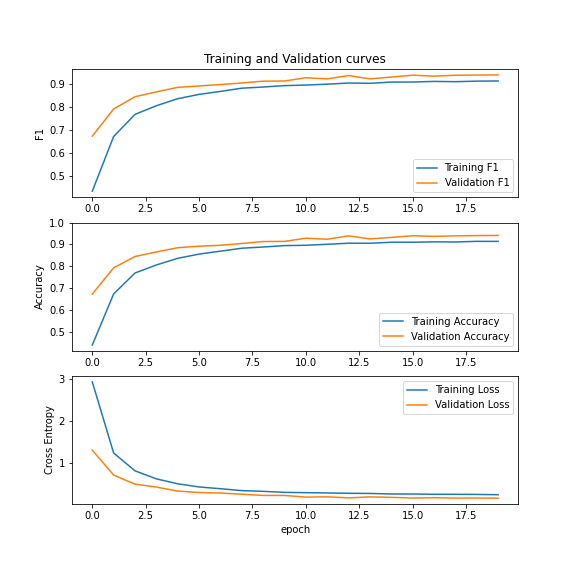 Training and Validation curves
F1
0.9
0.8
0.7
0.6
0.5
Training F1
Validation F1
0.0 2.5 5.0 7.5 10.0 12.5 15.0 17.5
Accuracy
1.0
0.9
0.8
0.7
0.6
0.5
Training Accuracy
Validation Accuracy
0.0 2.5 5.0 7.5 10.0 12.5 15.0 17.5
Cross Entropy
3
2
1
Training Loss
Validation Loss
0.0 2.5 5.0 7.5 10.0 12.5 15.0 17.5
epoch